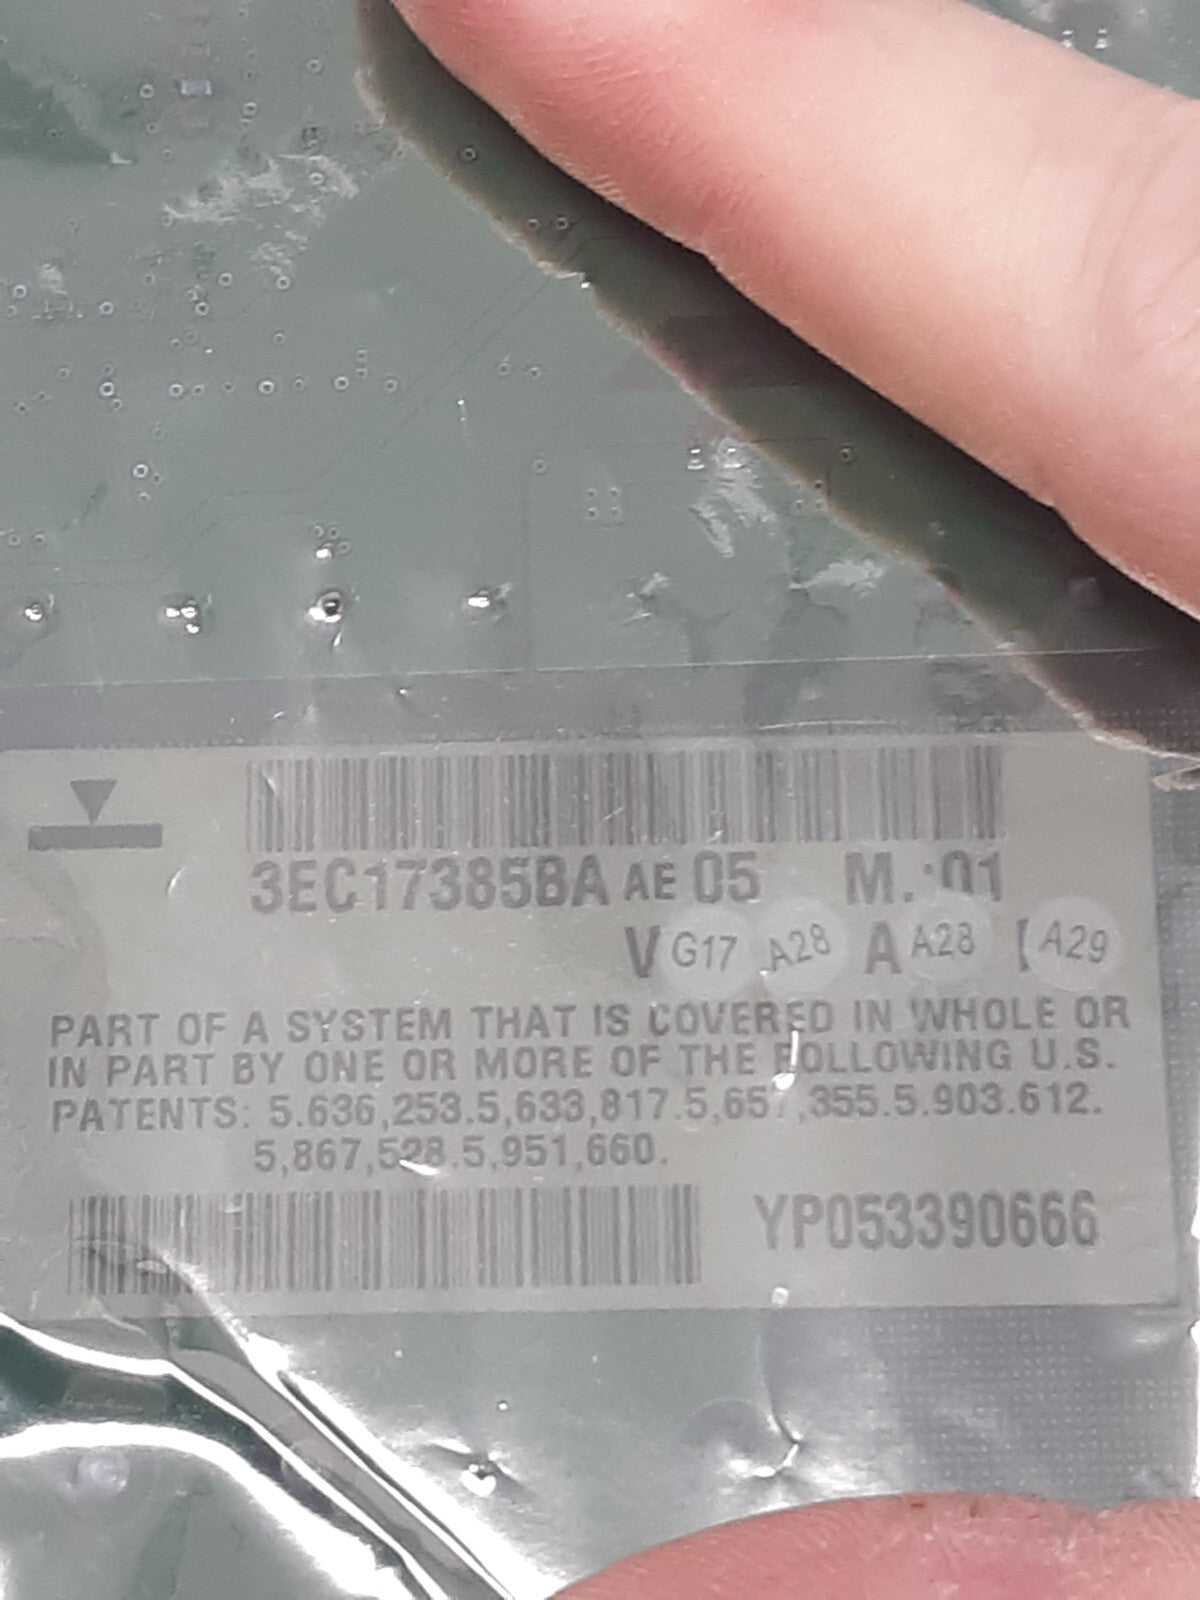 3EC17385BA AE 05 M. :01
V G17 A28 A A28 A29
PART OF A SYSTEM THAT IS COVERED IN WHOLE OR
IN PART BY ONE OR MORE OF THE FOLLOWING U.S.
PATENTS: 5.636,253.5,633,817.5,657,355.5.903.612.
5,867,528.5,951,660.
YP053390666